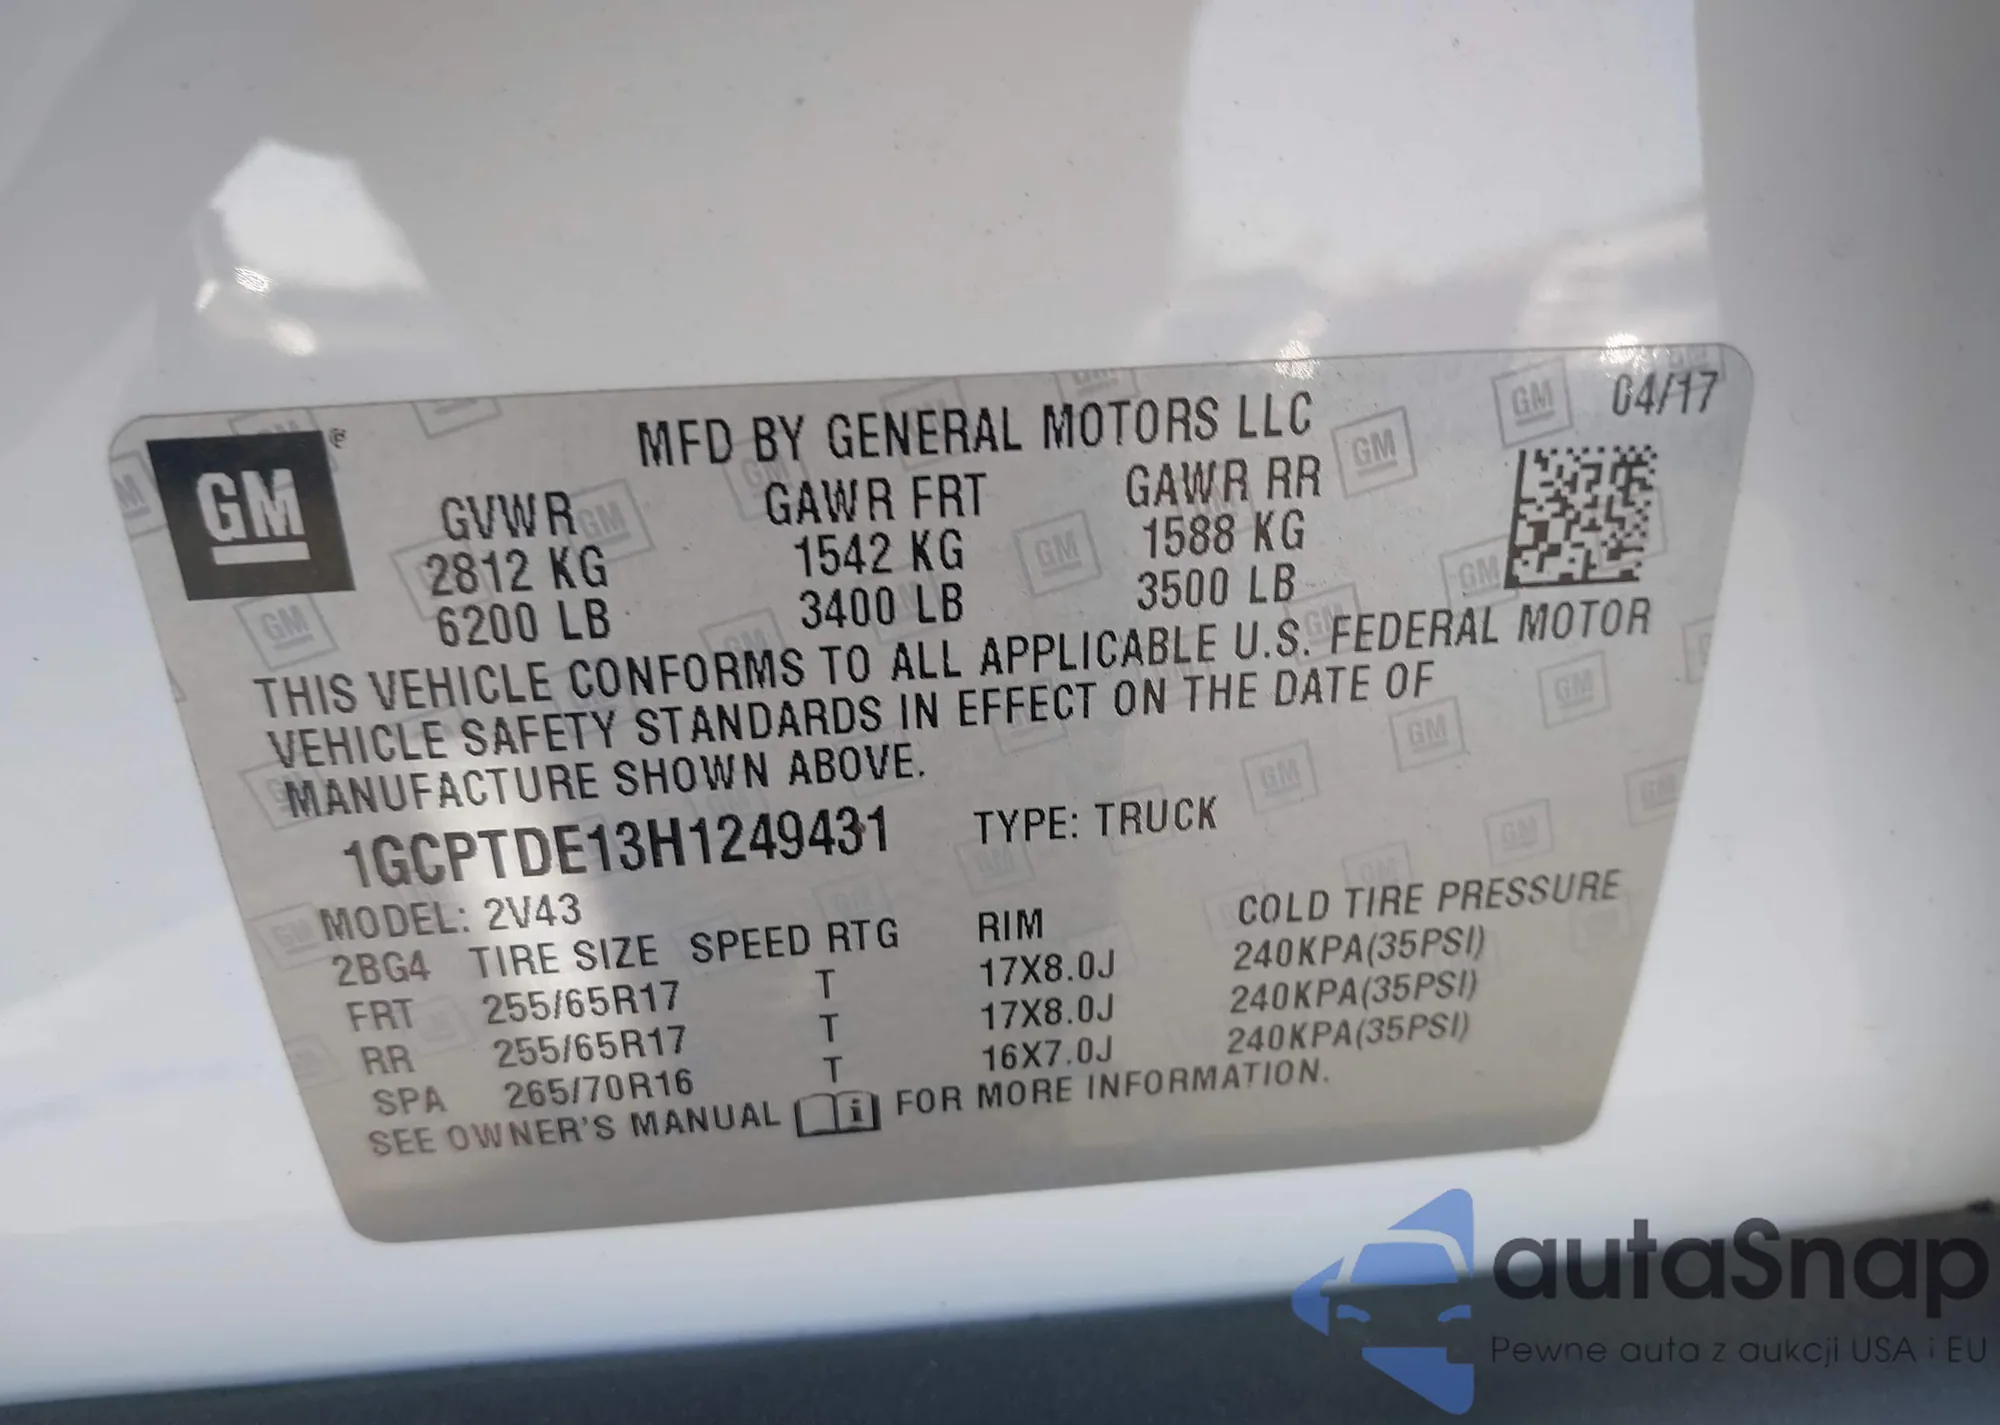 04/17
GM ®
MFD BY GENERAL MOTORS LLC
GVWR GAWR FRT GAWR RR
2812 KG 1542 KG 1588 KG
6200 LB 3400 LB 3500 LB
THIS VEHICLE CONFORMS TO ALL APPLICABLE U.S. FEDERAL MOTOR
VEHICLE SAFETY STANDARDS IN EFFECT ON THE DATE OF
MANUFACTURE SHOWN ABOVE.
1GCPTDE13H1249431 TYPE: TRUCK
MODEL: 2V43
2BG4 TIRE SIZE SPEED RTG RIM COLD TIRE PRESSURE
FRT 255/65R17 T 17X8.0J 240KPA(35PSI)
RR 255/65R17 T 17X8.0J 240KPA(35PSI)
SPA 265/70R16 T 16X7.0J 240KPA(35PSI)
SEE OWNER'S MANUAL i FOR MORE INFORMATION.
autaSnap
Pewne auta z aukcji USA i EU